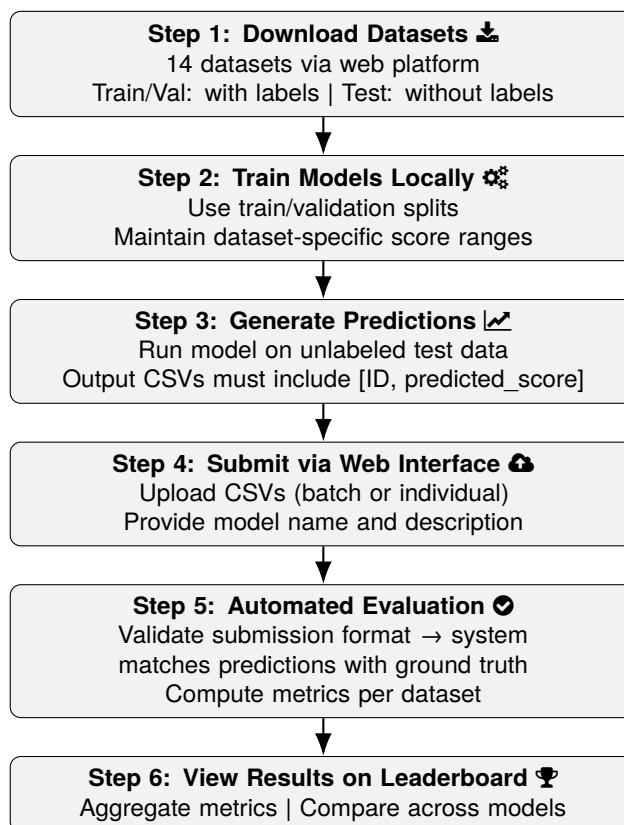 Step 1: Download Datasets
14 datasets via web platform
Train/Val: with labels | Test: without labels
Step 2: Train Models Locally
Use train/validation splits
Maintain dataset-specific score ranges
Step 3: Generate Predictions
Run model on unlabeled test data
Output CSVs must include [ID, predicted_score]
Step 4: Submit via Web Interface
Upload CSVs (batch or individual)
Provide model name and description
Step 5: Automated Evaluation
Validate submission format → system
matches predictions with ground truth
Compute metrics per dataset
Step 6: View Results on Leaderboard
Aggregate metrics | Compare across models